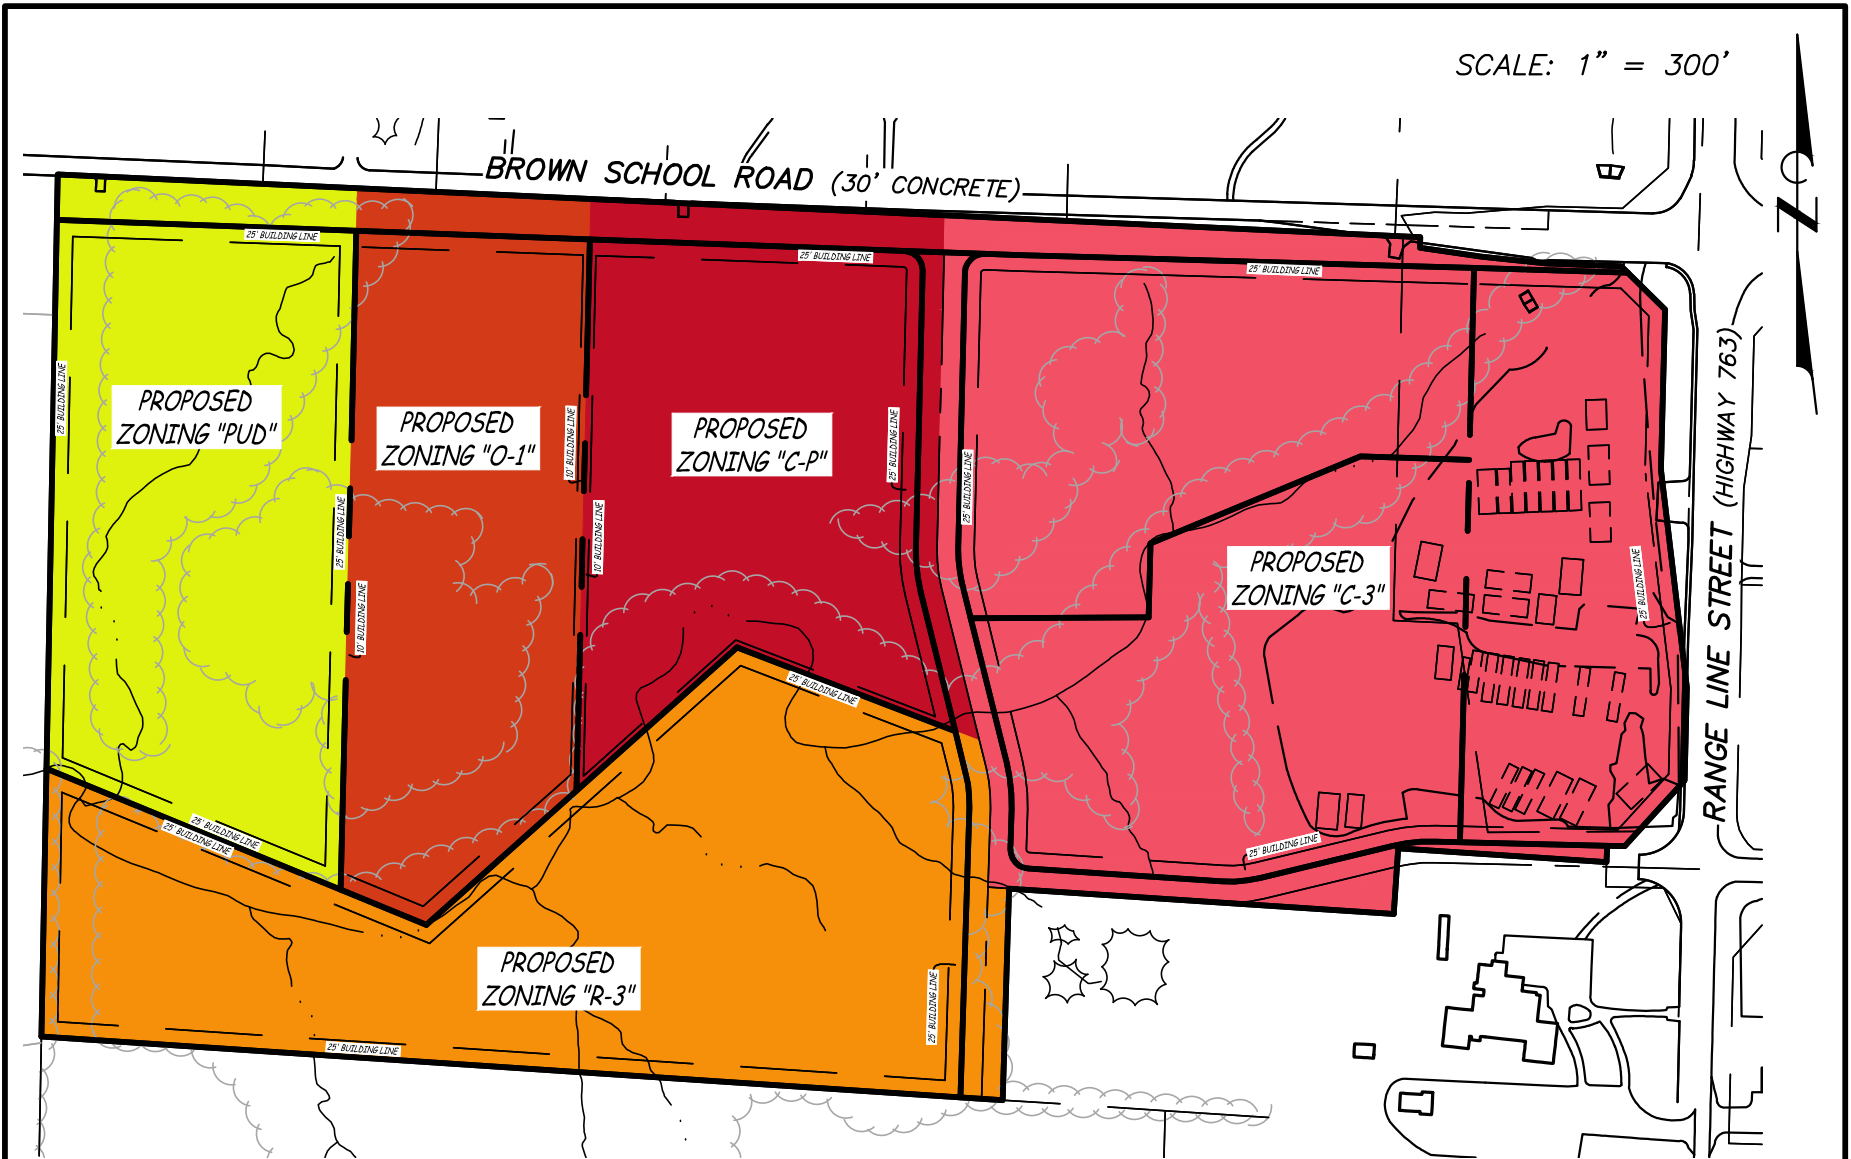 SCALE: 1" = 300'
BROWN SCHOOL ROAD (30' CONCRETE)
25' BUILDING LINE
25' BUILDING LINE
25' BUILDING LINE
25' BUILDING LINE
PROPOSED
ZONING "PUD"
PROPOSED
ZONING "O-1"
10' BUILDING LINE
PROPOSED
ZONING "C-P"
25' BUILDING LINE
25' BUILDING LINE
25' BUILDING LINE
10' BUILDING LINE
10' BUILDING LINE
PROPOSED
ZONING "C-3"
25' BUILDING LINE
RANGE LINE STREET (HIGHWAY 763)
25' BUILDING LINE
25' BUILDING LINE
25' BUILDING LINE
25' BUILDING LINE
PROPOSED
ZONING "R-3"
25' BUILDING LINE
25' BUILDING LINE
N